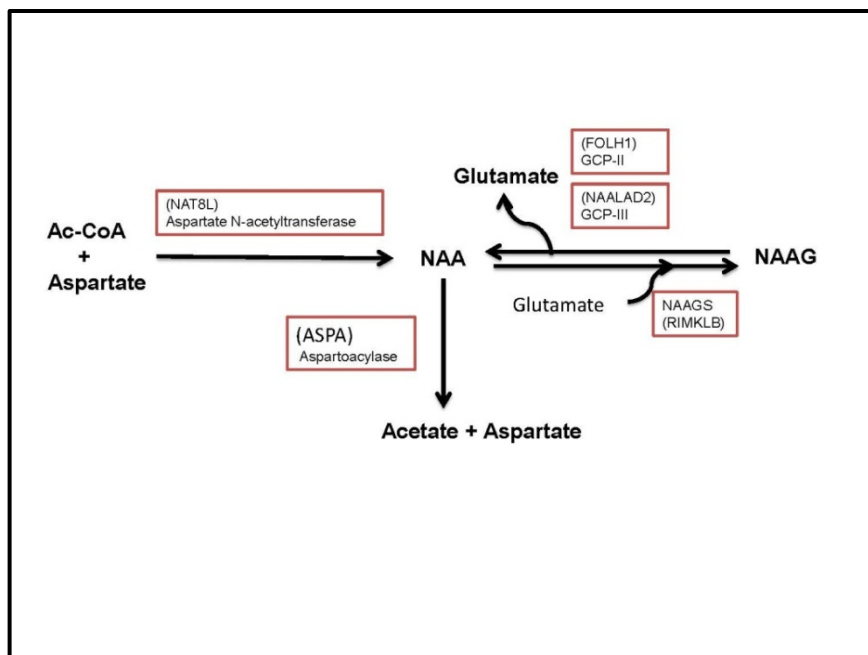 (NAT8L)
Aspartate N-acetyltransferase
Ac-CoA
+
Aspartate
(FOLH1)
GCP-II
Glutamate
(NAALAD2)
GCP-III
NAA
NAAG
Glutamate
NAAGS
(RIMKLB)
(ASPA)
Aspartoacylase
Acetate + Aspartate